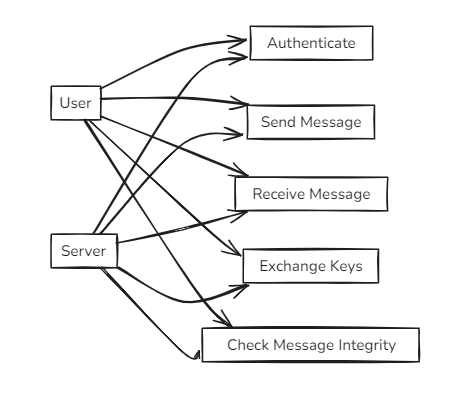 Authenticate
User
Send Message
Receive Message
Server
Exchange Keys
Check Message Integrity